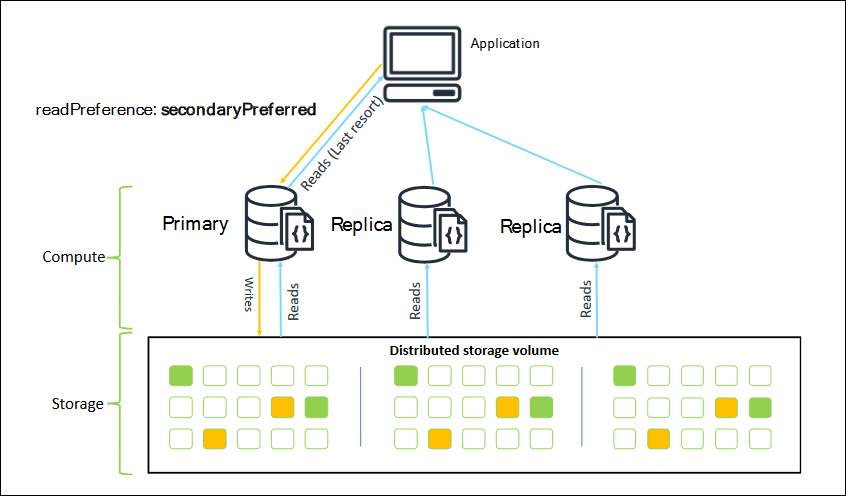 Application
readPreference: secondaryPreferred
Reads (Last resort)
Primary
Replica
Replica
Compute
Writes
Reads
Reads
Reads
Distributed storage volume
Storage